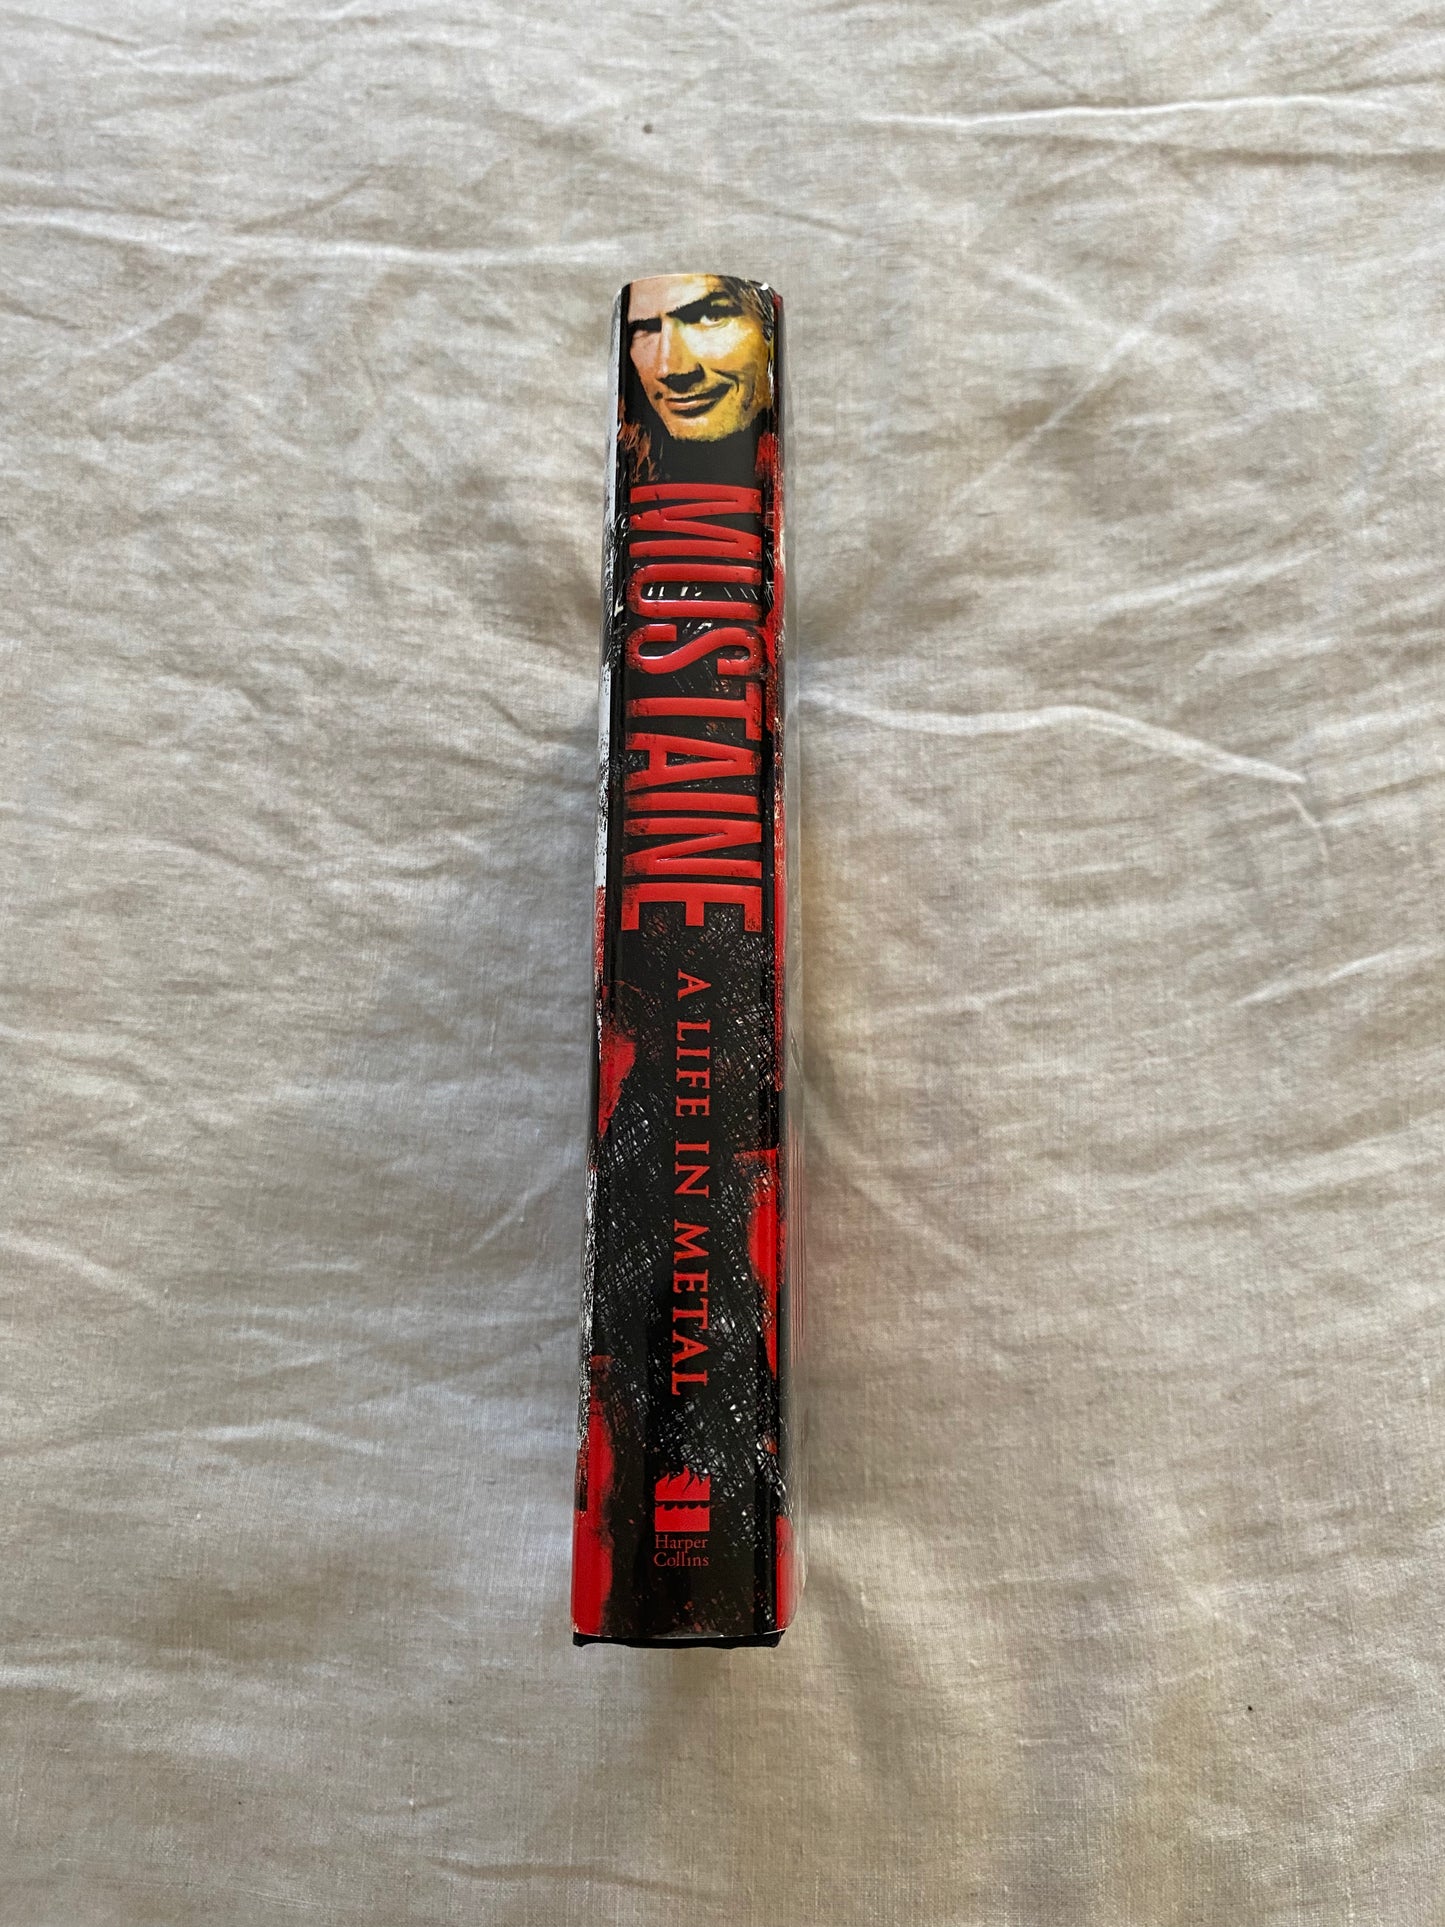 MUSTAINE
A LIFE IN METAL
Harper
Collins